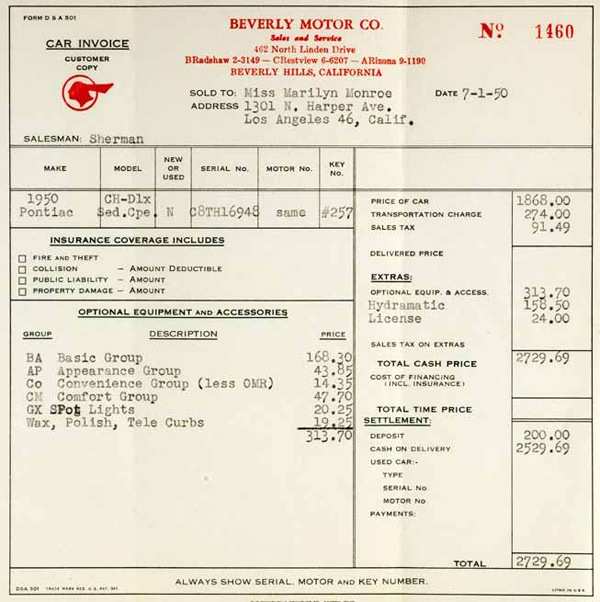 FORM D S A 501
CAR INVOICE
CUSTOMER
COPY
BEVERLY MOTOR CO.
Sales and Service
462 North Linden Drive
BRadshaw 2-3149 — CRestview 6-6207 — ARizona 9-1190
BEVERLY HILLS, CALIFORNIA
No. 1460
SOLD TO: Miss Marilyn Monroe DATE 7-1-50
ADDRESS 1301 N. Harper Ave.
Los Angeles 46, Calif.
SALESMAN: Sherman
MAKE MODEL NEW OR USED SERIAL No. MOTOR No. KEY No.
1950 CH-Dlx
Pontiac Sed.Cpe. N C8TH16948 same #257
INSURANCE COVERAGE INCLUDES
FIRE AND THEFT
COLLISION — AMOUNT DEDUCTIBLE
PUBLIC LIABILITY — AMOUNT
PROPERTY DAMAGE — AMOUNT
OPTIONAL EQUIPMENT AND ACCESSORIES
GROUP DESCRIPTION PRICE
BA Basic Group 168.30
AP Appearance Group 43.85
Co Convenience Group (less OMR) 14.35
CM Comfort Group 47.70
GX SPot Lights 20.25
Wax, Polish, Tele Curbs 19.25
313.70
PRICE OF CAR 1868.00
TRANSPORTATION CHARGE 274.00
SALES TAX 91.49
DELIVERED PRICE
EXTRAS:
OPTIONAL EQUIP. & ACCESS. 313.70
Hydramatic 158.50
License 24.00
SALES TAX ON EXTRAS
TOTAL CASH PRICE 2729.69
COST OF FINANCING
(INCL. INSURANCE)
TOTAL TIME PRICE
SETTLEMENT:
DEPOSIT 200.00
CASH ON DELIVERY 2529.69
USED CAR:-
TYPE
SERIAL No.
MOTOR No.
PAYMENTS:
TOTAL 2729.69
ALWAYS SHOW SERIAL, MOTOR AND KEY NUMBER.
DSA 501 TRADE MARK REG. U.S. PAT. OFF.
LITHO IN U.S.A.